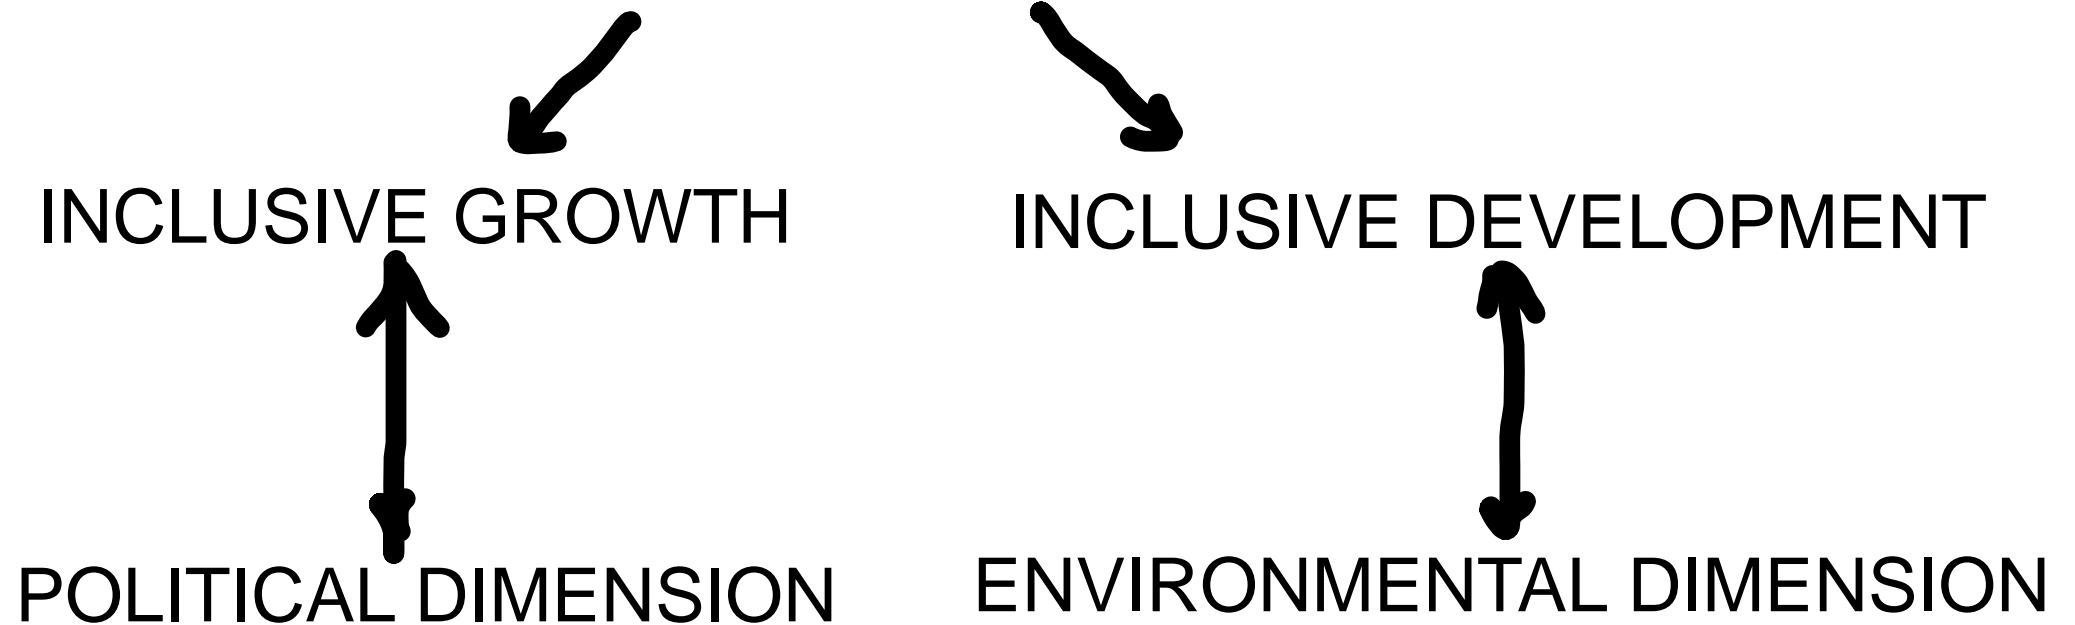 INCLUSIVE GROWTH
INCLUSIVE DEVELOPMENT
POLITICAL DIMENSION
ENVIRONMENTAL DIMENSION